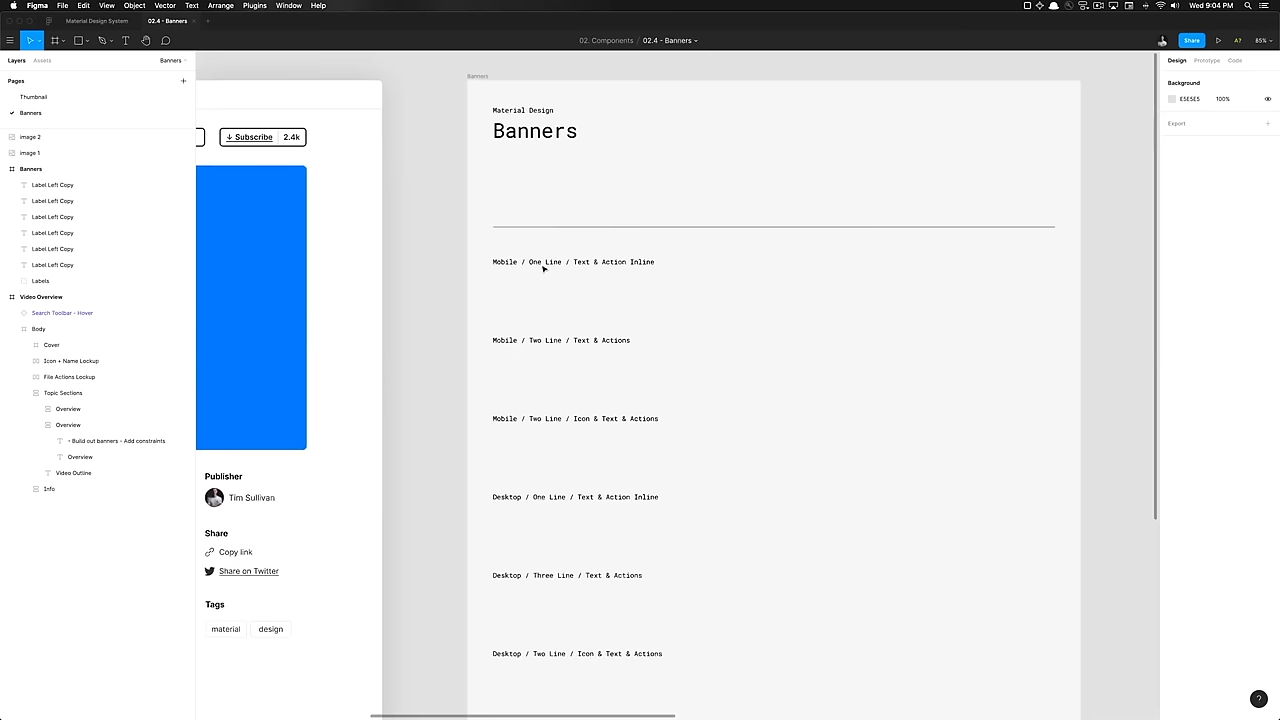 Figma File Edit View Object Vector Text Arrange Plugins Window Help
Wed 9:04 PM
Material Design System
02.4 - Banners
02. Components / 02.4 - Banners
Share
A?
85%
Layers Assets Banners
Pages
Thumbnail
Banners
image 2
image 1
Banners
Label Left Copy
Label Left Copy
Label Left Copy
Label Left Copy
Label Left Copy
Label Left Copy
Labels
Video Overview
Search Toolbar - Hover
Body
Cover
Icon + Name Lockup
File Actions Lockup
Topic Sections
Overview
Overview
- Build out banners - Add constraints
Overview
Video Outline
Info
↓ Subscribe 2.4k
Publisher
Tim Sullivan
Share
Copy link
Share on Twitter
Tags
material design
Banners
Material Design
Banners
Mobile / One Line / Text & Action Inline
Mobile / Two Line / Text & Actions
Mobile / Two Line / Icon & Text & Actions
Desktop / One Line / Text & Action Inline
Desktop / Three Line / Text & Actions
Desktop / Two Line / Icon & Text & Actions
Design Prototype Code
Background
E5E5E5 100%
Export
?